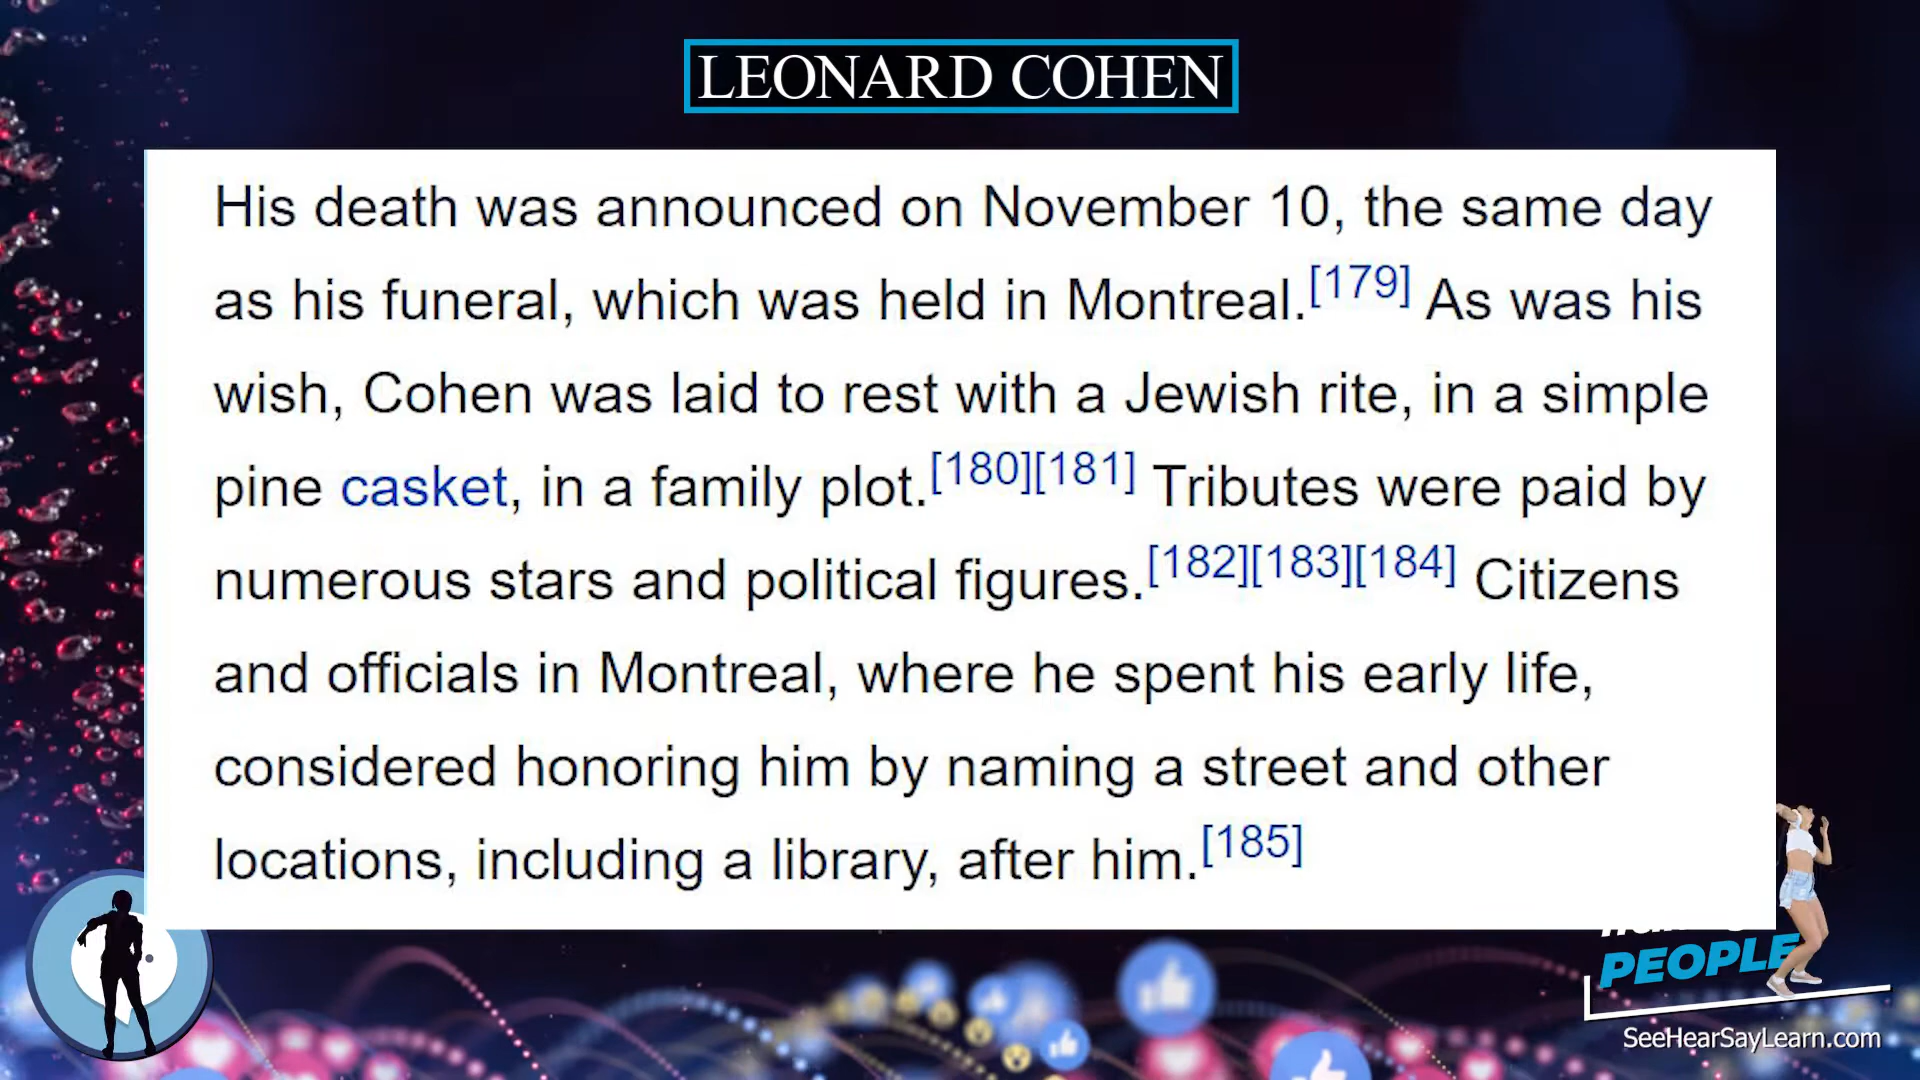 LEONARD COHEN
His death was announced on November 10, the same day
as his funeral, which was held in Montreal.[179] As was his
wish, Cohen was laid to rest with a Jewish rite, in a simple
pine casket, in a family plot.[180][181] Tributes were paid by
numerous stars and political figures.[182][183][184] Citizens
and officials in Montreal, where he spent his early life,
considered honoring him by naming a street and other
locations, including a library, after him.[185]
PEOPLE
SeeHearSayLearn.com